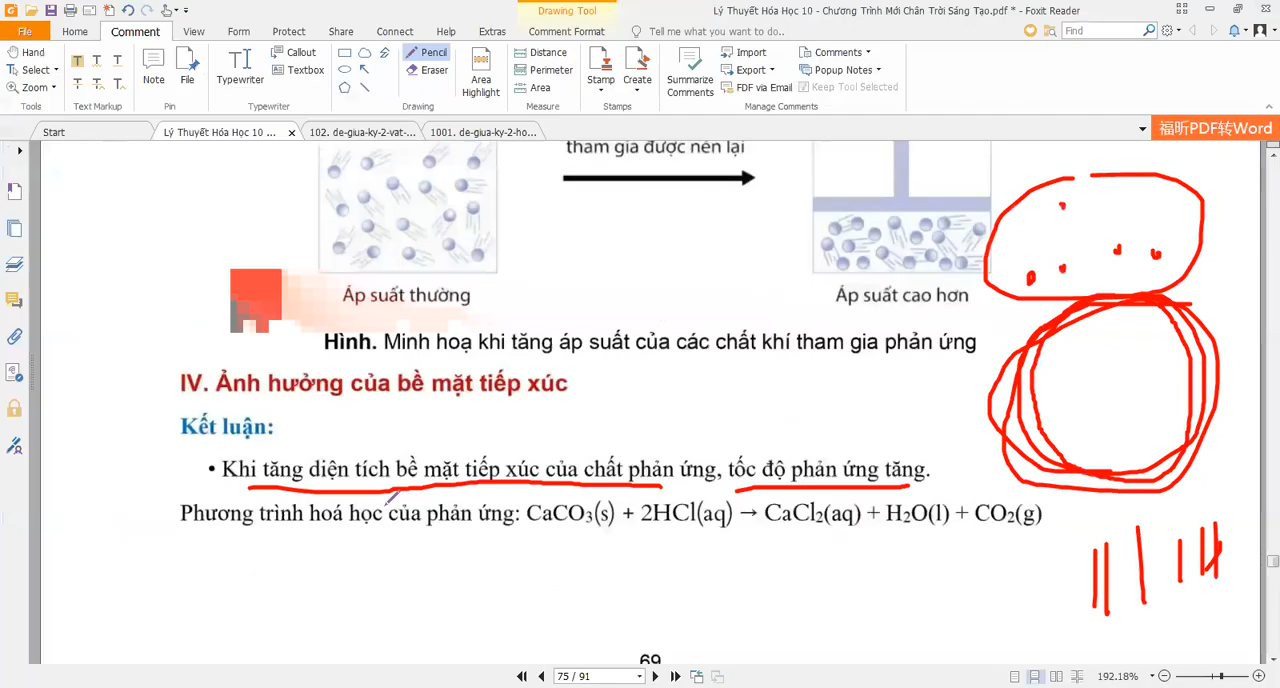 Drawing Tool
Lý Thuyết Hóa Học 10 - Chương Trình Mới Chân Trời Sáng Tạo.pdf * - Foxit Reader
File Home Comment View Form Protect Share Connect Help Extras Comment Format Tell me what you want to do.. Find
Hand
Select
Zoom
Tools
T T T
T T T
Text Markup
Note
File
Pin
Typewriter
Callout
Textbox
Typewriter
Pencil
Eraser
Drawing
Area Highlight
Distance
Perimeter
Area
Measure
Stamp
Create
Stamps
Summarize Comments
Import
Export
FDF via Email
Comments
Popup Notes
Keep Tool Selected
Manage Comments
Start
Lý Thuyết Hóa Học 10 ...
102. de-giua-ky-2-vat-...
1001. de-giua-ky-2-ho...
福昕PDF转Word
tham gia được nén lại
Áp suất thường
Áp suất cao hơn
Hình. Minh hoạ khi tăng áp suất của các chất khí tham gia phản ứng
IV. Ảnh hưởng của bề mặt tiếp xúc
Kết luận:
• Khi tăng diện tích bề mặt tiếp xúc của chất phản ứng, tốc độ phản ứng tăng.
Phương trình hoá học của phản ứng: CaCO₃(s) + 2HCl(aq) → CaCl₂(aq) + H₂O(l) + CO₂(g)
69
75 / 91
192.18%